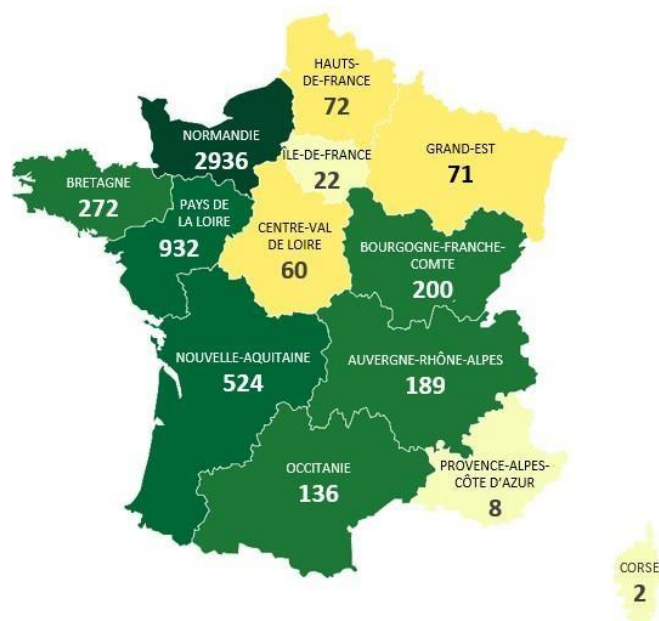 HAUTS-
DE-FRANCE
72
NORMANDIE
2936
ÎLE-DE-FRANCE
22
GRAND-EST
71
BRETAGNE
272
PAYS DE
LA LOIRE
932
CENTRE-VAL
DE LOIRE
60
BOURGOGNE-FRANCHE-
COMTE
200
NOUVELLE-AQUITAINE
524
AUVERGNE-RHÔNE-ALPES
189
OCCITANIE
136
PROVENCE-ALPES-
CÔTE D'AZUR
8
CORSE
2